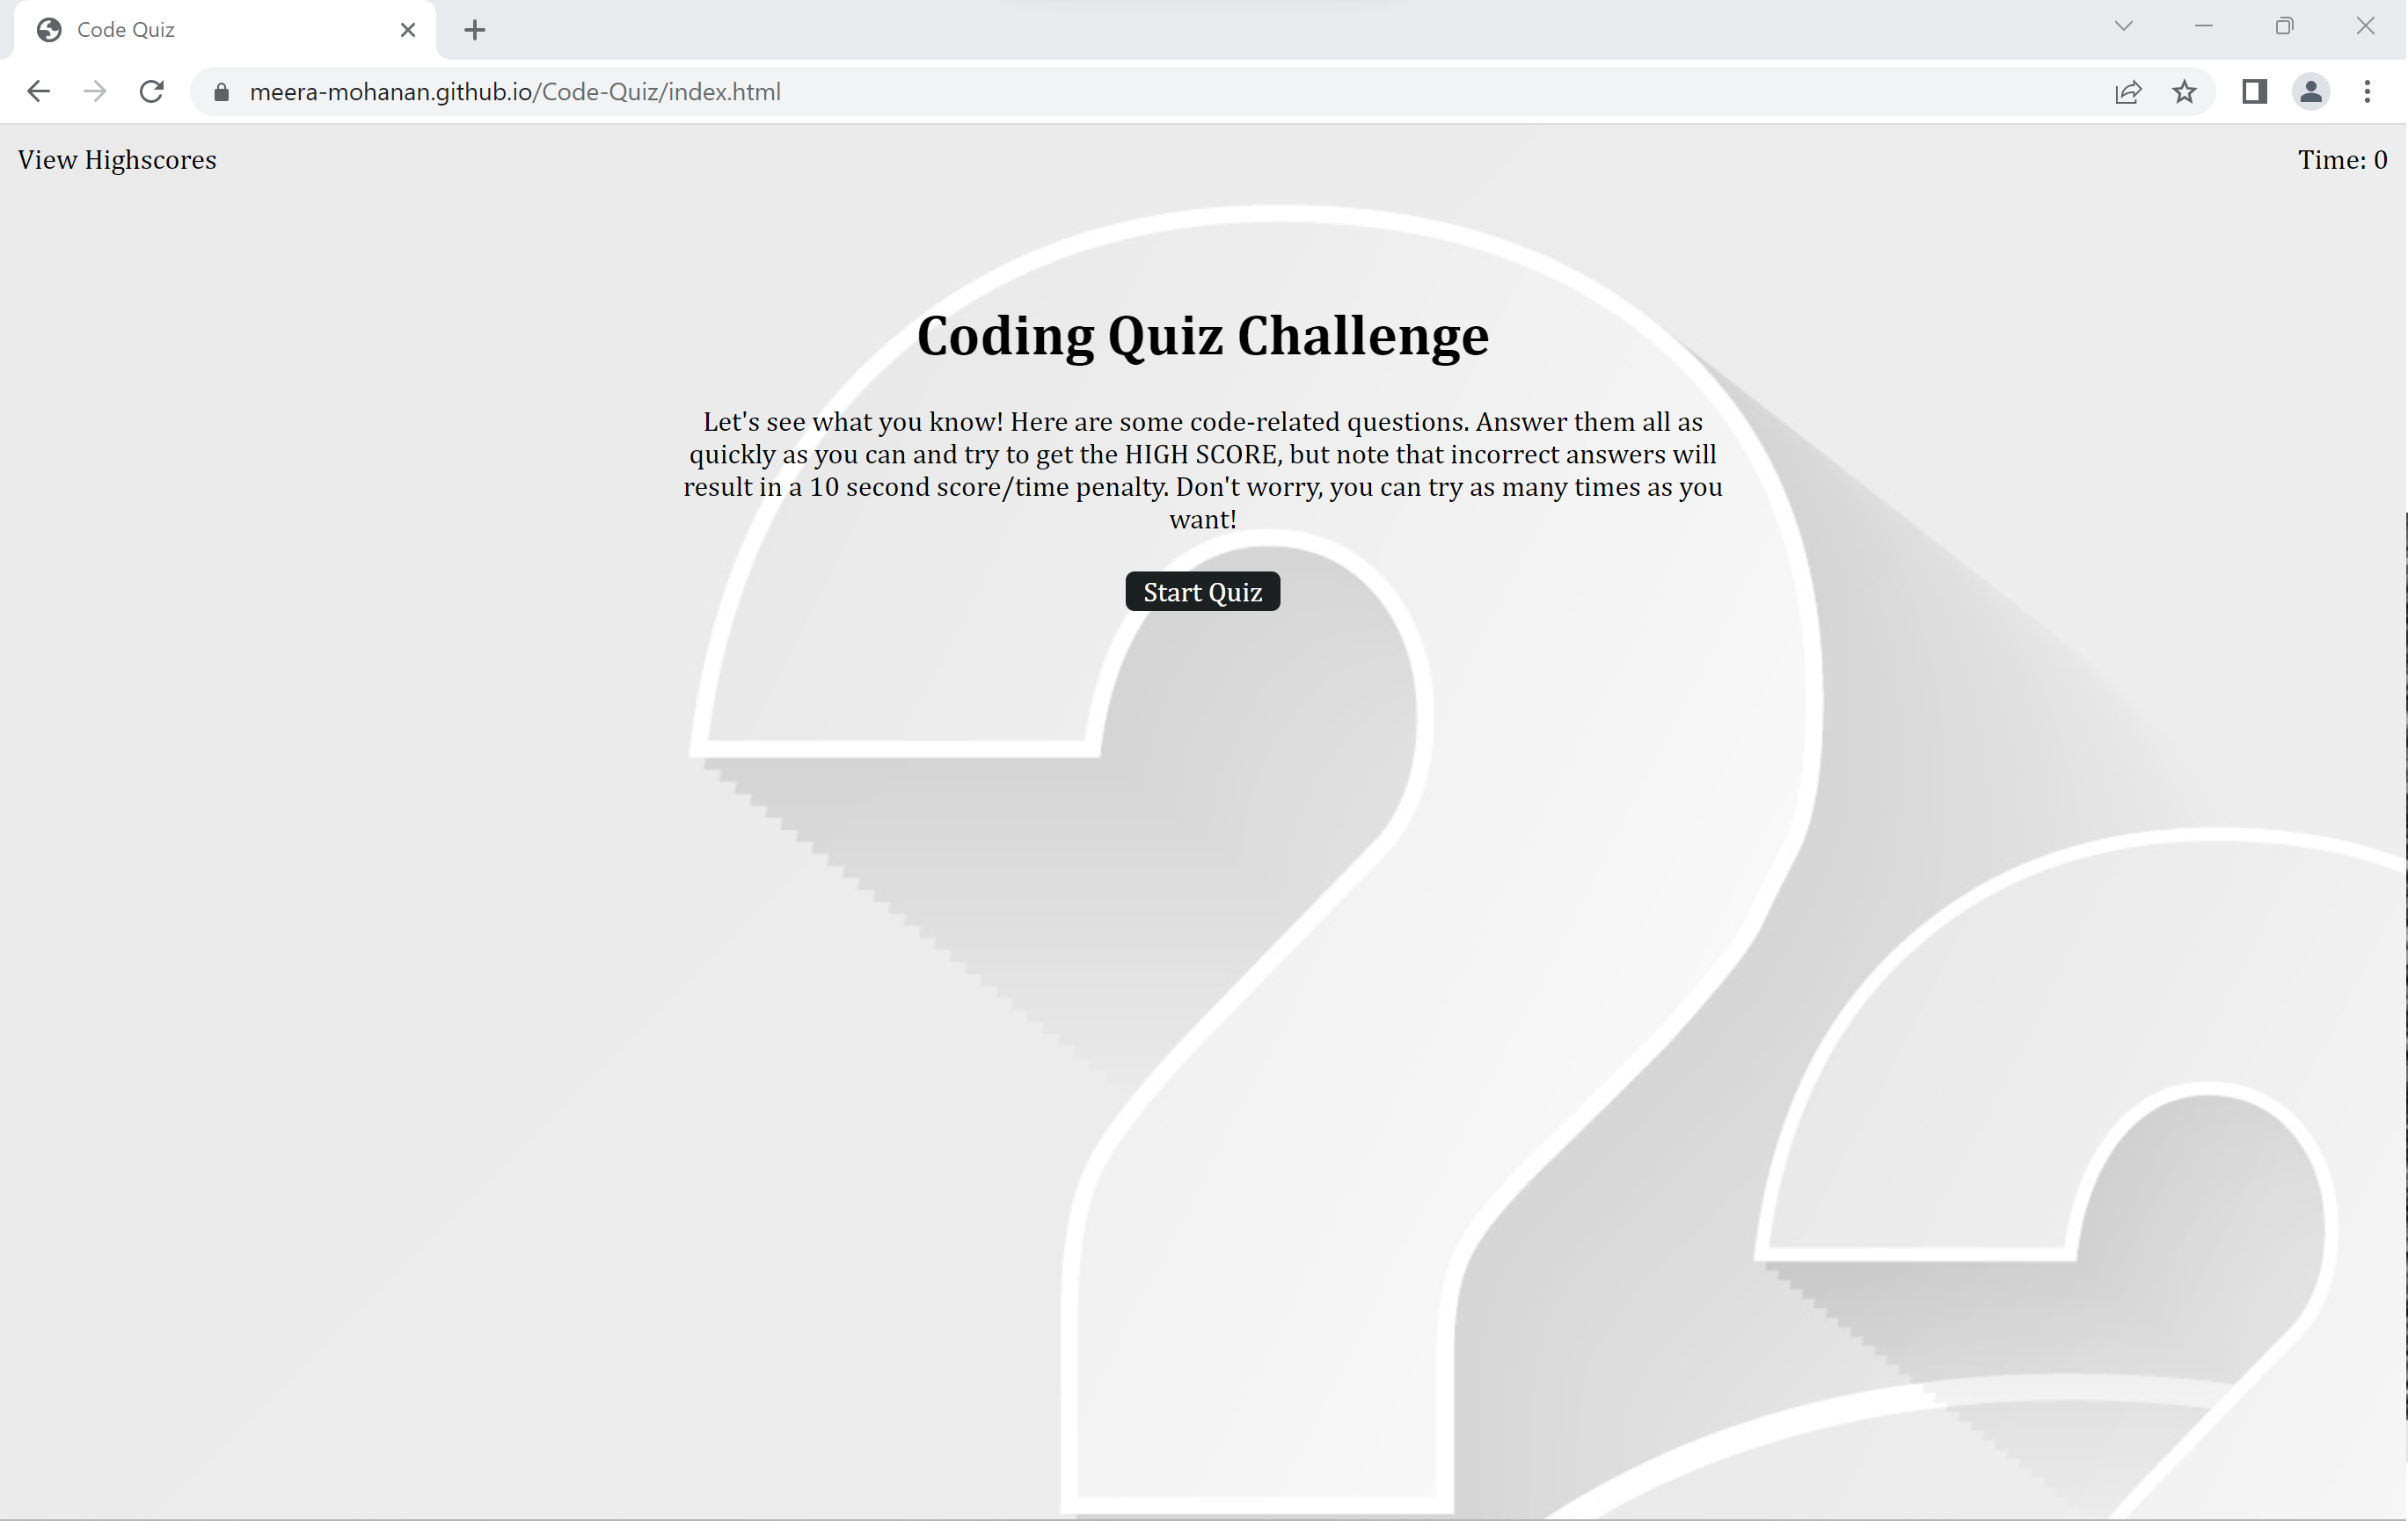 Code Quiz
meera-mohanan.github.io/Code-Quiz/index.html
View Highscores
Time: 0
Coding Quiz Challenge
Let's see what you know! Here are some code-related questions. Answer them all as
quickly as you can and try to get the HIGH SCORE, but note that incorrect answers will
result in a 10 second score/time penalty. Don't worry, you can try as many times as you
want!
Start Quiz